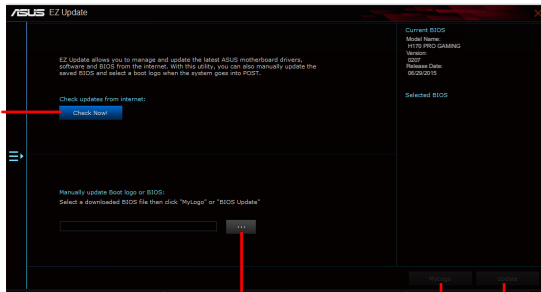 ASUS EZ Update
EZ Update allows you to manage and update the latest ASUS motherboard drivers,
software and BIOS from the internet. With this utility, you can also manually update the
saved BIOS and select a boot logo when the system goes into POST.
Check updates from internet:
Check Now!
Manually update Boot logo or BIOS:
Select a downloaded BIOS file then click "MyLogo" or "BIOS Update"
...
Current BIOS
Model Name:
H170 PRO GAMING
Version:
0207
Release Date:
06/29/2015
Selected BIOS
MyLogo
Update